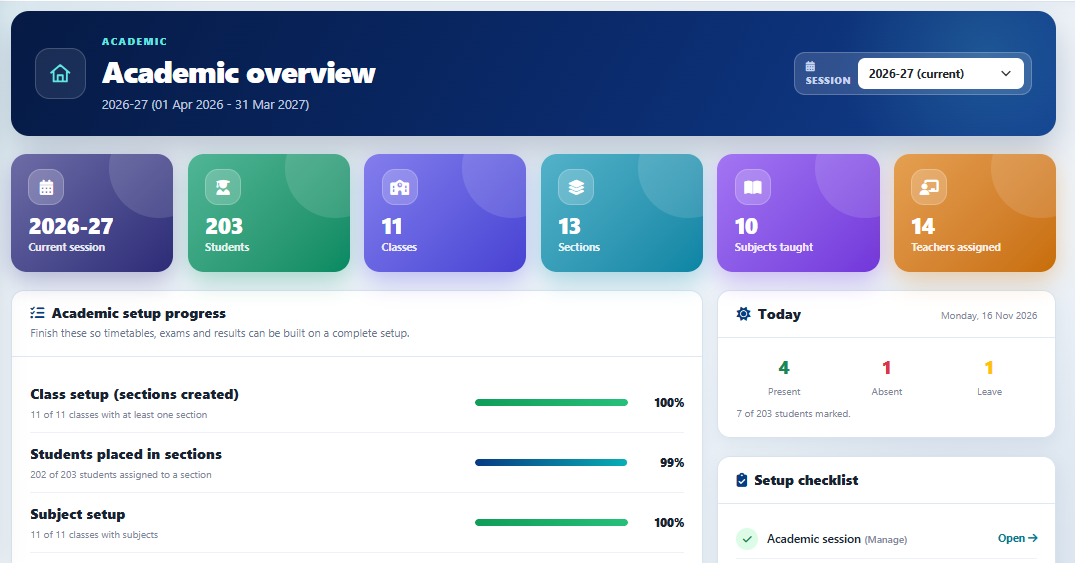 ACADEMIC
Academic overview
2026-27 (01 Apr 2026 - 31 Mar 2027)
SESSION
2026-27 (current)
2026-27
Current session
203
Students
11
Classes
13
Sections
10
Subjects taught
14
Teachers assigned
Academic setup progress
Finish these so timetables, exams and results can be built on a complete setup.
Class setup (sections created)
11 of 11 classes with at least one section
100%
Students placed in sections
202 of 203 students assigned to a section
99%
Subject setup
11 of 11 classes with subjects
100%
Today
Monday, 16 Nov 2026
4
Present
1
Absent
1
Leave
7 of 203 students marked.
Setup checklist
Academic session (Manage)
Open →